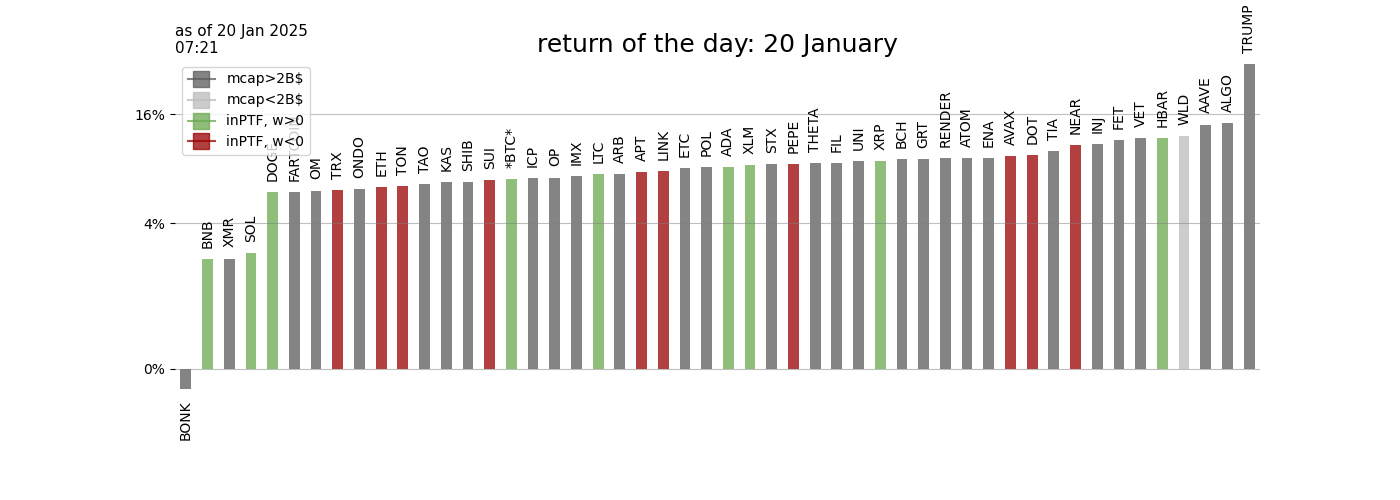 as of 20 Jan 2025
07:21
return of the day: 20 January
mcap>2B$
mcap<2B$
inPTF, w>0
inPTF, w<0
16%
4%
0%
BONK
BNB
XMR
SOL
DOGE
OM
TRX
ONDO
ETH
TON
TAO
KAS
SHIB
SUI
*BTC*
ICP
OP
IMX
LTC
ARB
APT
LINK
ETC
POL
ADA
XLM
STX
PEPE
THETA
FIL
UNI
XRP
BCH
GRT
RENDER
ATOM
ENA
AVAX
DOT
TIA
NEAR
INJ
FET
VET
HBAR
WLD
AAVE
ALGO
TRUMP